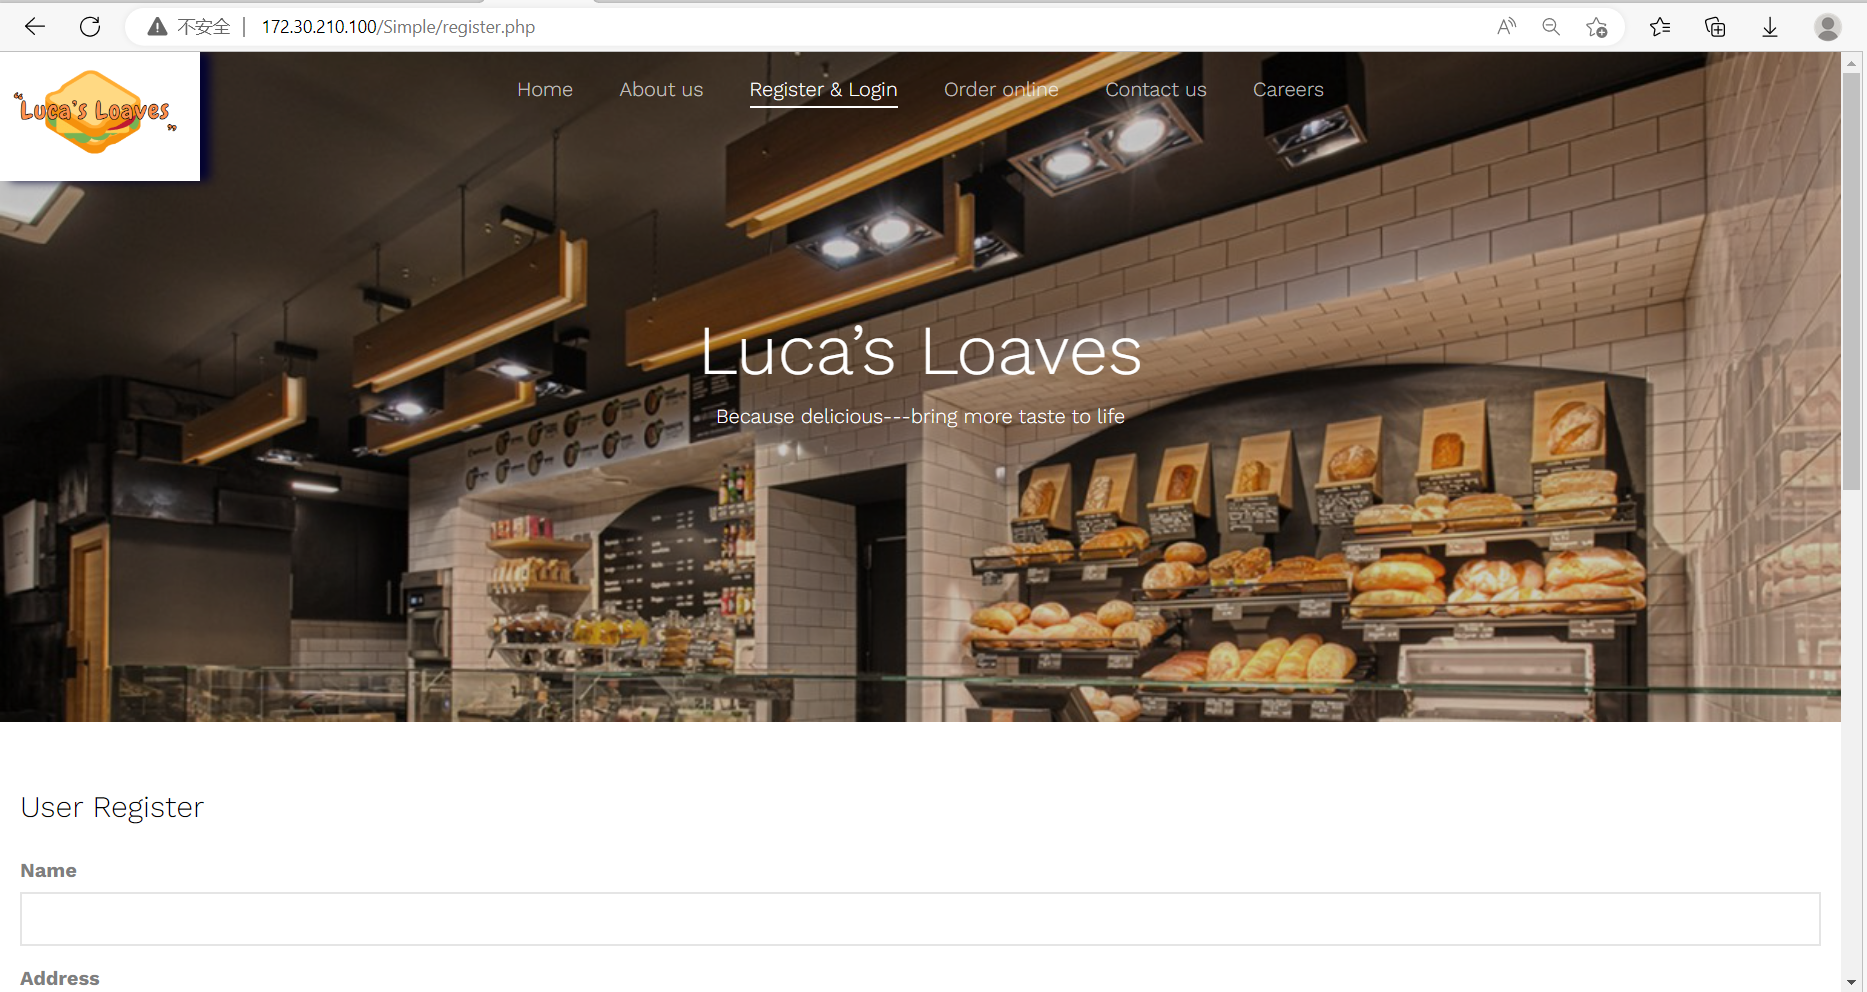 不安全 172.30.210.100/Simple/register.php
"Luca's Loaves"
Home About us Register & Login Order online Contact us Careers
Luca’s Loaves
Because delicious---bring more taste to life
User Register
Name
Address